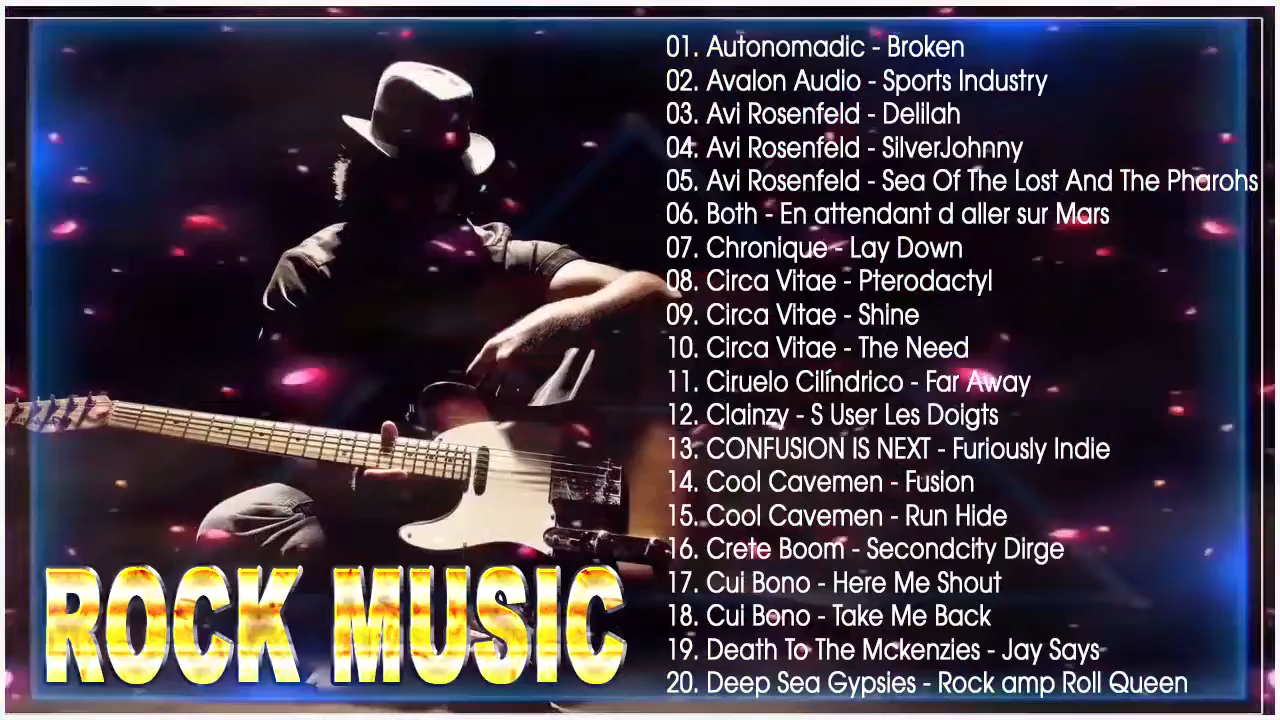 01. Autonomadic - Broken
02. Avalon Audio - Sports Industry
03. Avi Rosenfeld - Delilah
04. Avi Rosenfeld - SilverJohnny
05. Avi Rosenfeld - Sea Of The Lost And The Pharohs
06. Both - En attendant d aller sur Mars
07. Chronique - Lay Down
08. Circa Vitae - Pterodactyl
09. Circa Vitae - Shine
10. Circa Vitae - The Need
11. Ciruelo Cilíndrico - Far Away
12. Clainzy - S User Les Doigts
13. CONFUSION IS NEXT - Furiously Indie
14. Cool Cavemen - Fusion
15. Cool Cavemen - Run Hide
16. Crete Boom - Secondcity Dirge
17. Cui Bono - Here Me Shout
18. Cui Bono - Take Me Back
19. Death To The Mckenzies - Jay Says
20. Deep Sea Gypsies - Rock amp Roll Queen
ROCK MUSIC